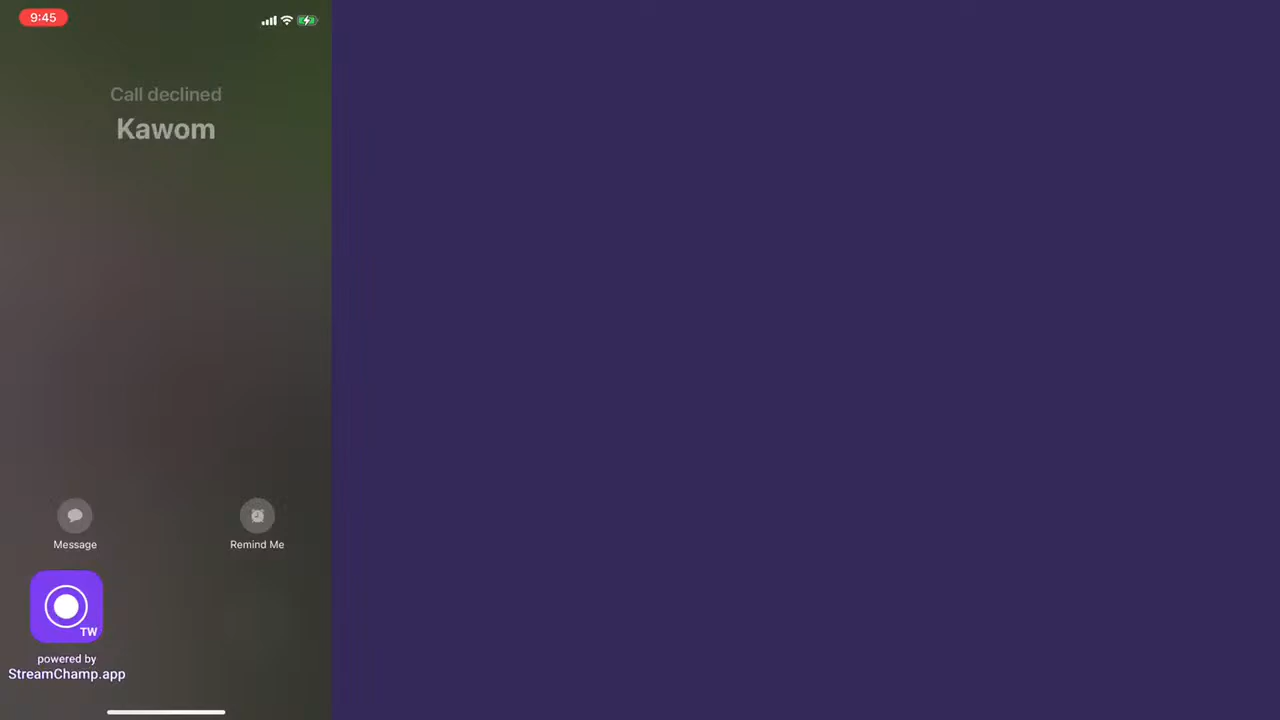 9:45
Call declined
Kawom
Message
Remind Me
TW
powered by
StreamChamp.app